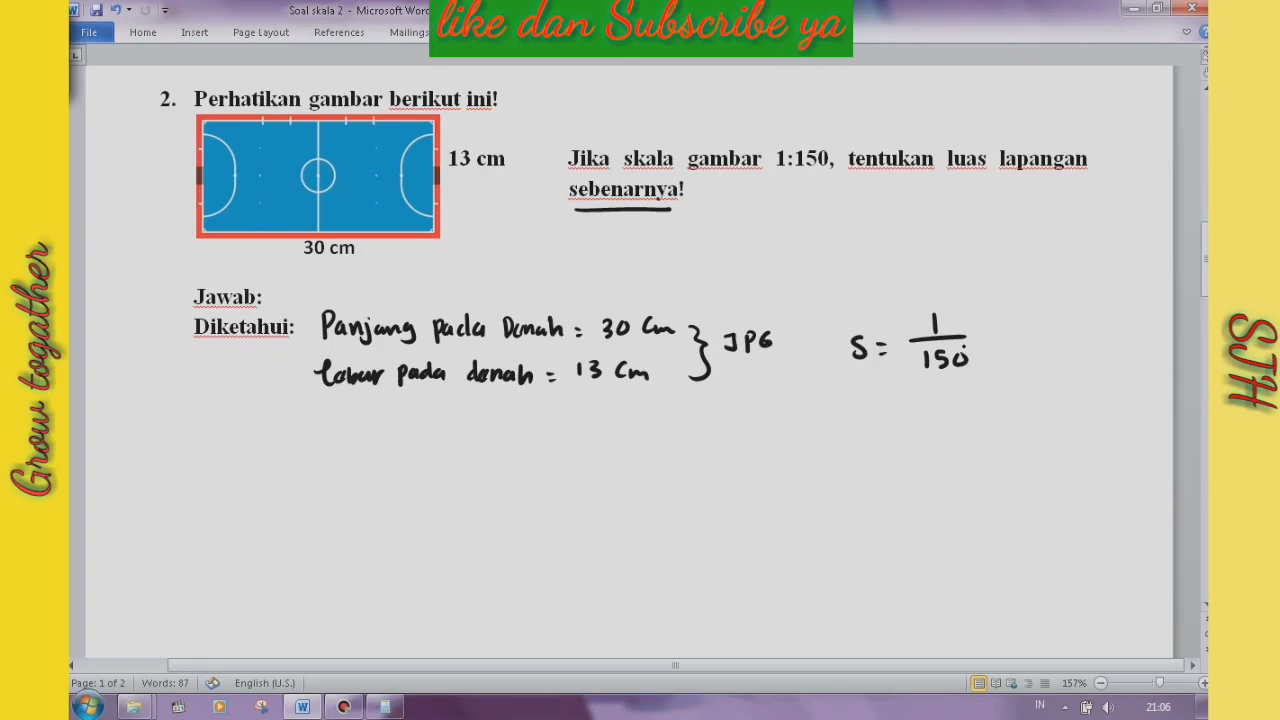 Soal skala 2 - Microsoft Word
like dan Subscribe ya
File Home Insert Page Layout References Mailings
2. Perhatikan gambar berikut ini!
13 cm
30 cm
Jika skala gambar 1:150, tentukan luas lapangan
sebenarnya!
Jawab:
Diketahui: Panjang pada Denah = 30 Cm
lebar pada denah = 13 Cm
JPG
S = 1/150
Grow togather
SJH
Page: 1 of 2 Words: 87 English (U.S.) 157%
IN 21:06